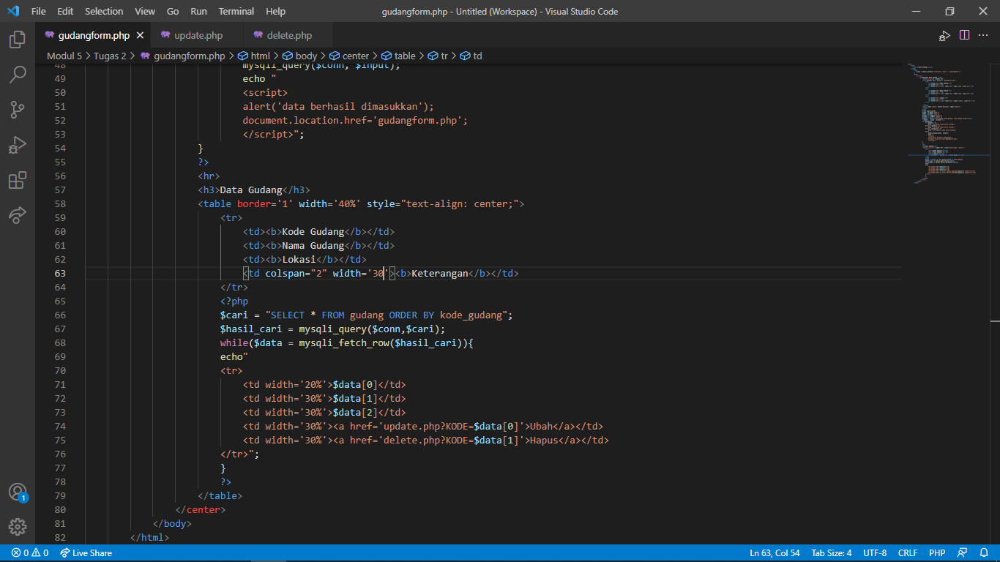 File Edit Selection View Go Run Terminal Help gudangform.php - Untitled (Workspace) - Visual Studio Code
gudangform.php update.php delete.php
Modul 5 > Tugas 2 > gudangform.php > html > body > center > table > tr > td
48 mysqli_query($conn, $input);
49 echo "
50 <script>
51 alert('data berhasil dimasukkan');
52 document.location.href='gudangform.php';
53 </script>";
54 }
55 ?>
56 <hr>
57 <h3>Data Gudang</h3>
58 <table border='1' width='40%' style="text-align: center;">
59 <tr>
60 <td><b>Kode Gudang</b></td>
61 <td><b>Nama Gudang</b></td>
62 <td><b>Lokasi</b></td>
63 <td colspan="2" width='30'><b>Keterangan</b></td>
64 </tr>
65 <?php
66 $cari = "SELECT * FROM gudang ORDER BY kode_gudang";
67 $hasil_cari = mysqli_query($conn,$cari);
68 while($data = mysqli_fetch_row($hasil_cari)){
69 echo"
70 <tr>
71 <td width='20%'>$data[0]</td>
72 <td width='30%'>$data[1]</td>
73 <td width='30%'>$data[2]</td>
74 <td width='30%'><a href='update.php?KODE=$data[0]'>Ubah</a></td>
75 <td width='30%'><a href='delete.php?KODE=$data[1]'>Hapus</a></td>
76 </tr>";
77 }
78 ?>
79 </table>
80 </center>
81 </body>
82 </html>
1
0 0 Live Share Ln 63, Col 54 Tab Size: 4 UTF-8 CRLF PHP